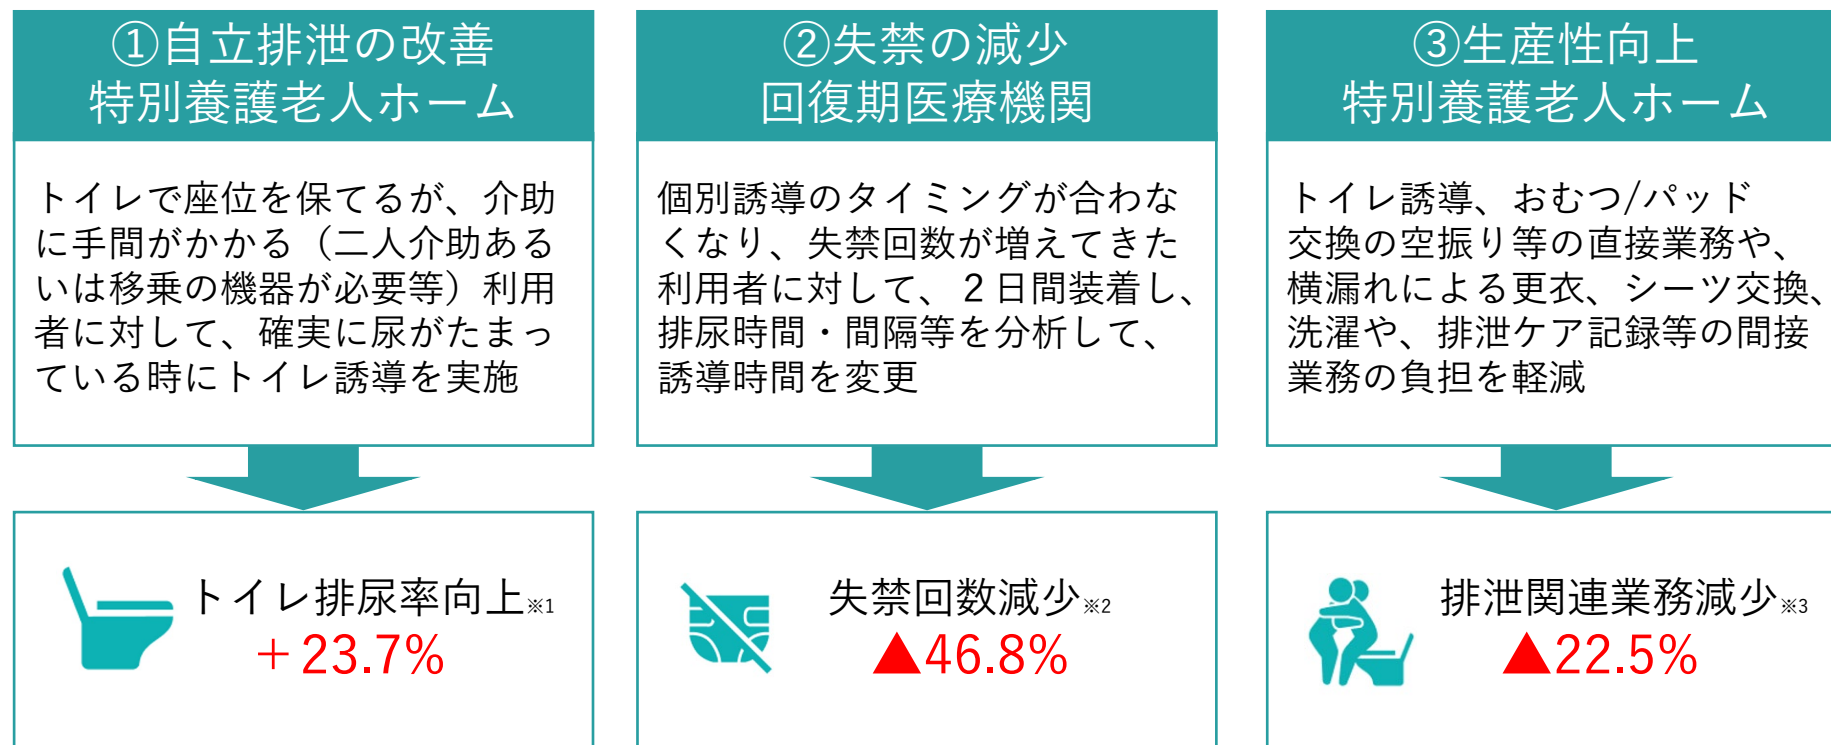 ①自立排泄の改善
特別養護老人ホーム
トイレで座位を保てるが、介助
に手間がかかる（二人介助ある
いは移乗の機器が必要等）利用
者に対して、確実に尿がたまっ
ている時にトイレ誘導を実施
トイレ排尿率向上※1
＋23.7%
②失禁の減少
回復期医療機関
個別誘導のタイミングが合わな
くなり、失禁回数が増えてきた
利用者に対して、２日間装着し、
排尿時間・間隔等を分析して、
誘導時間を変更
失禁回数減少※2
▲46.8%
③生産性向上
特別養護老人ホーム
トイレ誘導、おむつ/パッド
交換の空振り等の直接業務や、
横漏れによる更衣、シーツ交換、
洗濯や、排泄ケア記録等の間接
業務の負担を軽減
排泄関連業務減少※3
▲22.5%